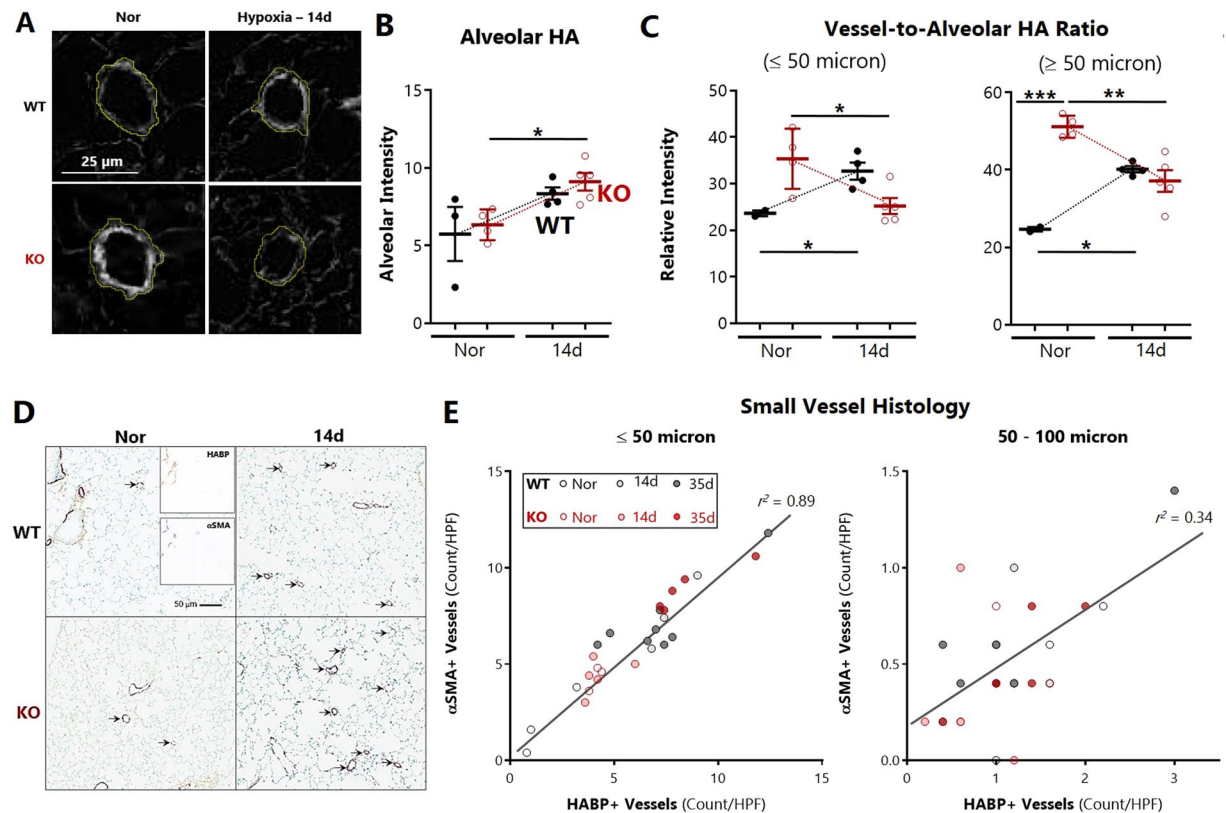 A
Nor
Hypoxia – 14d
WT
25 µm
KO
B
Alveolar HA
Alveolar Intensity
15
10
5
0
*
WT
KO
Nor
14d
C
Vessel-to-Alveolar HA Ratio
(≤ 50 micron)
Relative Intensity
50
40
30
20
10
0
*
*
Nor
14d
(≥ 50 micron)
60
40
20
0
***
**
*
Nor
14d
D
Nor
14d
WT
HABP
αSMA
50 µm
KO
E
Small Vessel Histology
≤ 50 micron
αSMA+ Vessels (Count/HPF)
15
10
5
0
WT Nor 14d 35d
KO Nor 14d 35d
r² = 0.89
0 5 10 15
HABP+ Vessels (Count/HPF)
50 - 100 micron
αSMA+ Vessels (Count/HPF)
1.5
1.0
0.5
0.0
r² = 0.34
0 1 2 3
HABP+ Vessels (Count/HPF)